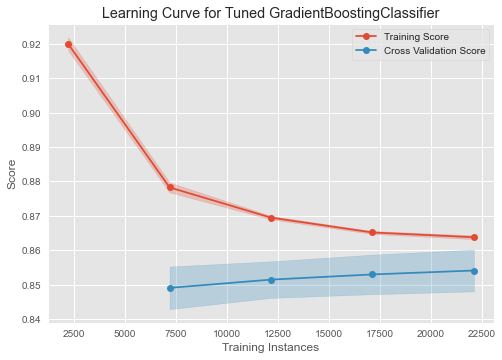 Learning Curve for Tuned GradientBoostingClassifier
Training Score
Cross Validation Score
0.92
0.91
0.90
0.89
0.88
0.87
0.86
0.85
0.84
Score
2500 5000 7500 10000 12500 15000 17500 20000 22500
Training Instances